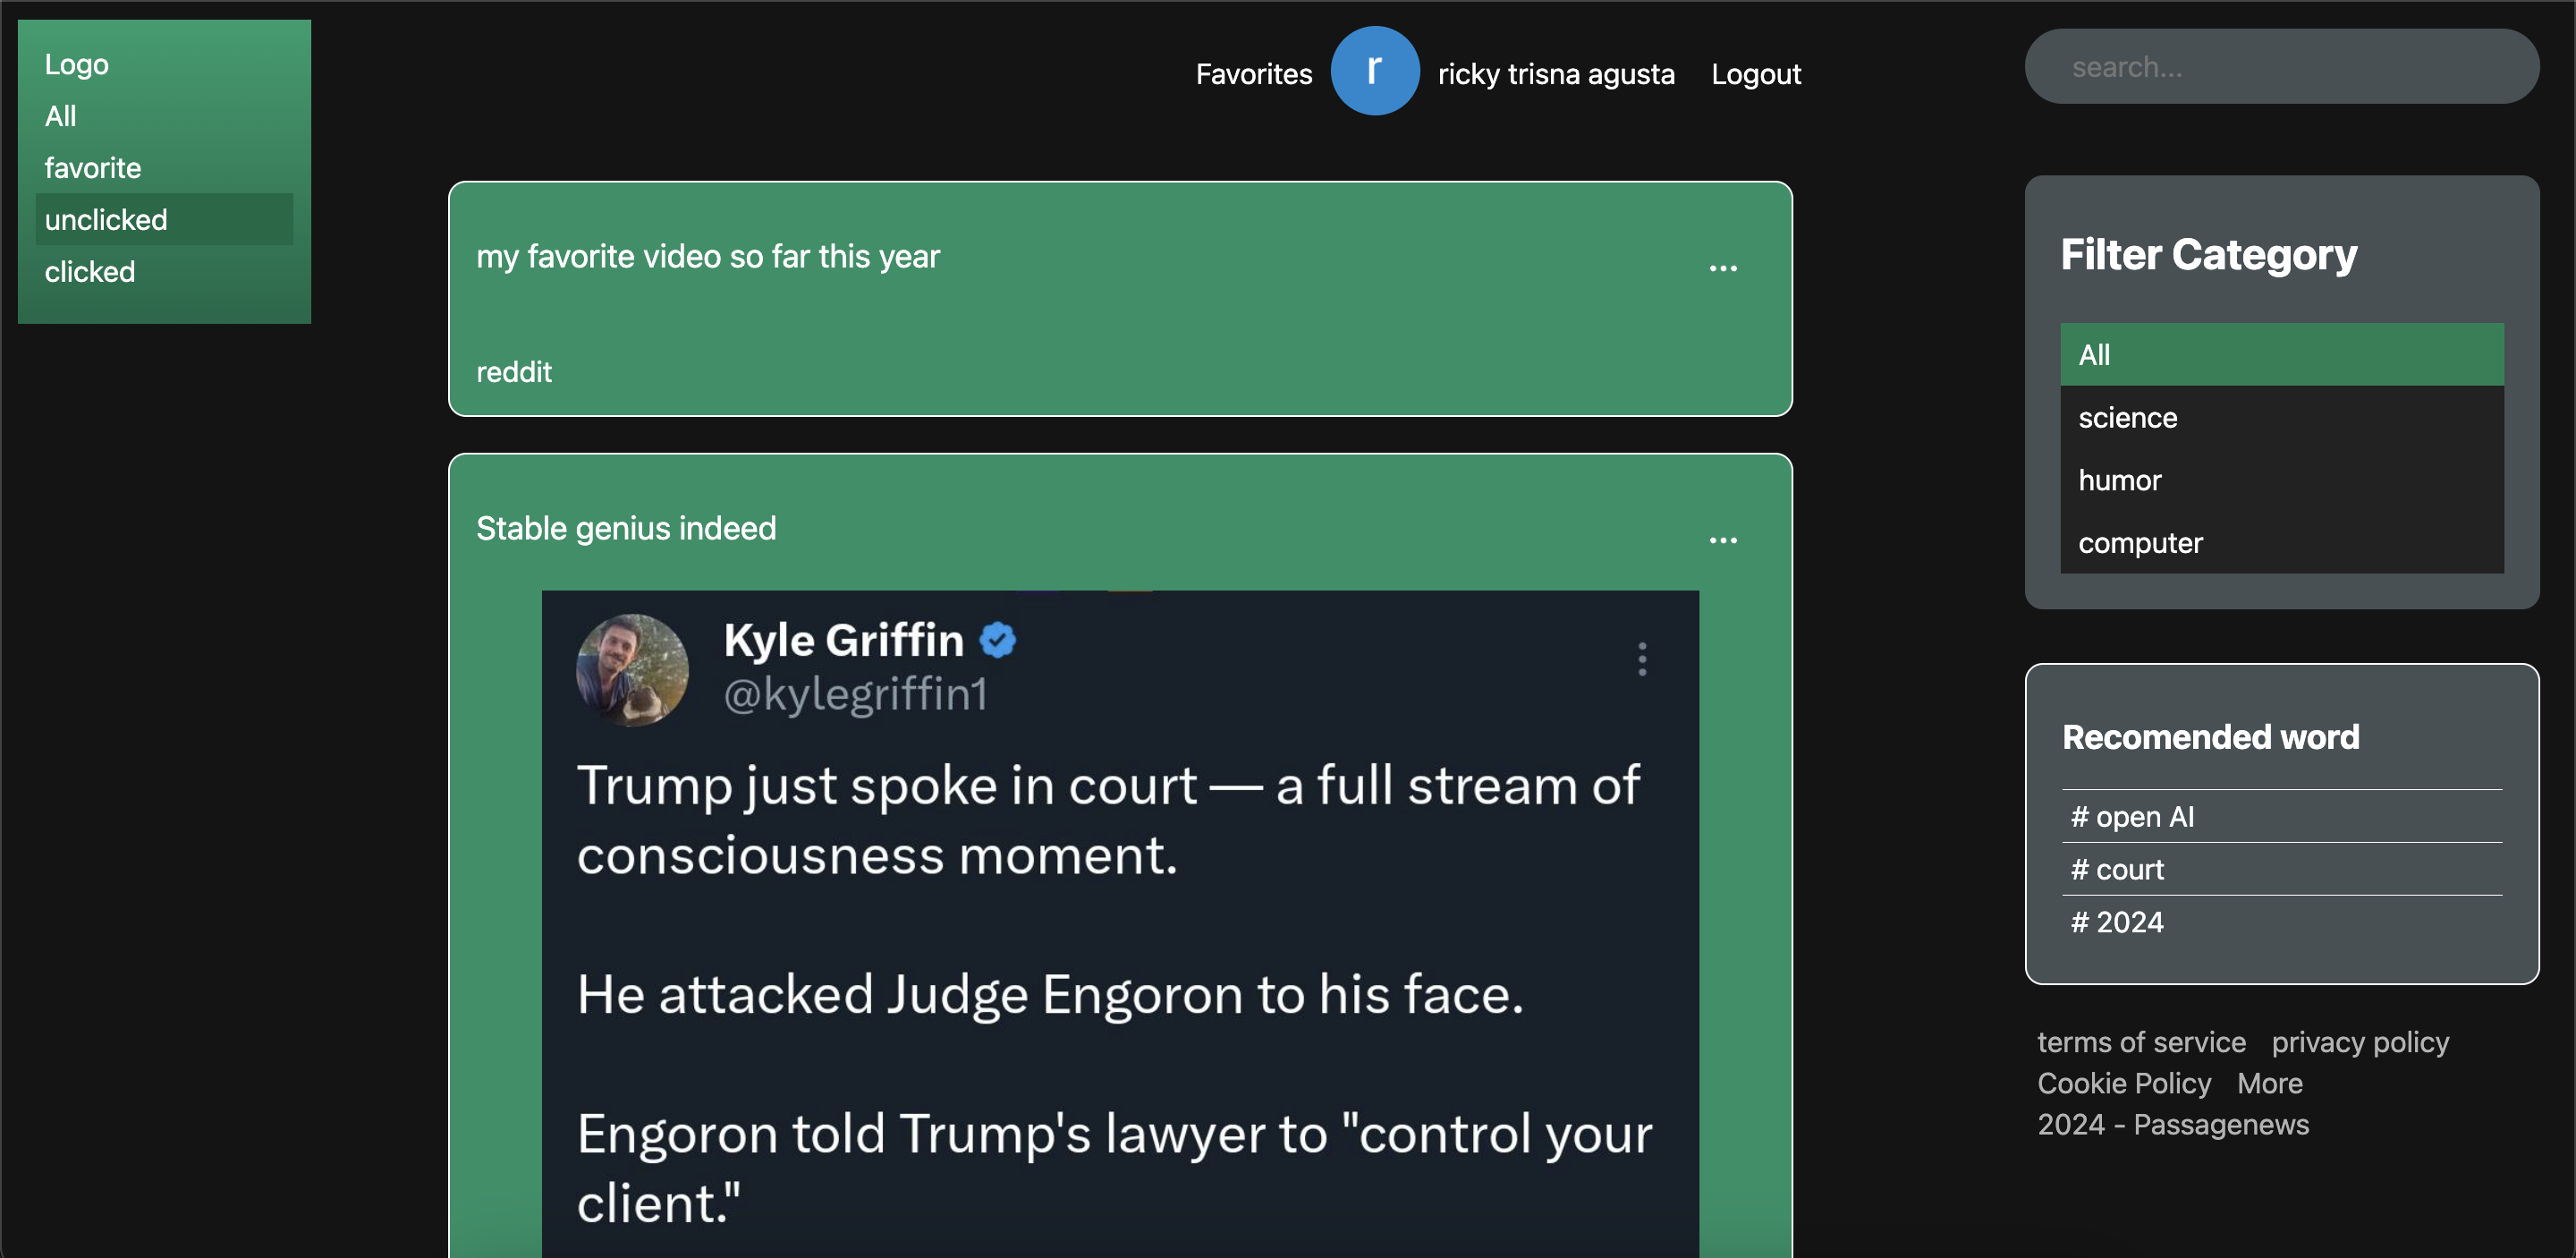 Logo
All
favorite
unclicked
clicked
Favorites
r
ricky trisna agusta
Logout
search...
my favorite video so far this year
...
reddit
Stable genius indeed
...
Kyle Griffin
@kylegriffin1
Trump just spoke in court — a full stream of
consciousness moment.
He attacked Judge Engoron to his face.
Engoron told Trump's lawyer to "control your
client."
Filter Category
All
science
humor
computer
Recomended word
# open AI
# court
# 2024
terms of service privacy policy
Cookie Policy More
2024 - Passagenews